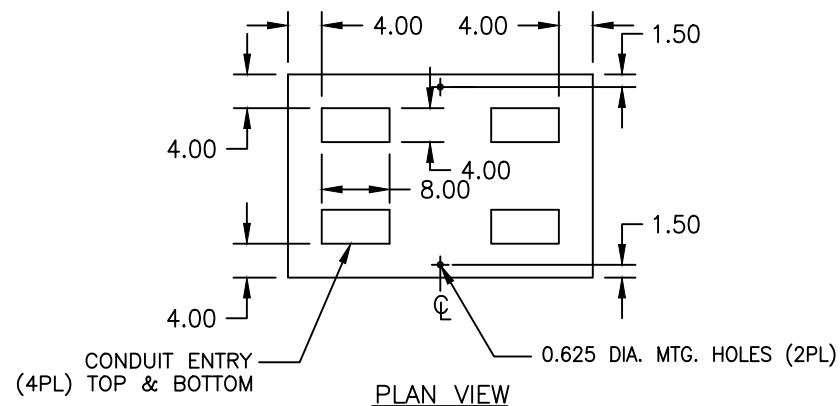 4.00
4.00
1.50
4.00
4.00
8.00
1.50
4.00
℄
CONDUIT ENTRY
(4PL) TOP & BOTTOM
0.625 DIA. MTG. HOLES (2PL)
PLAN VIEW